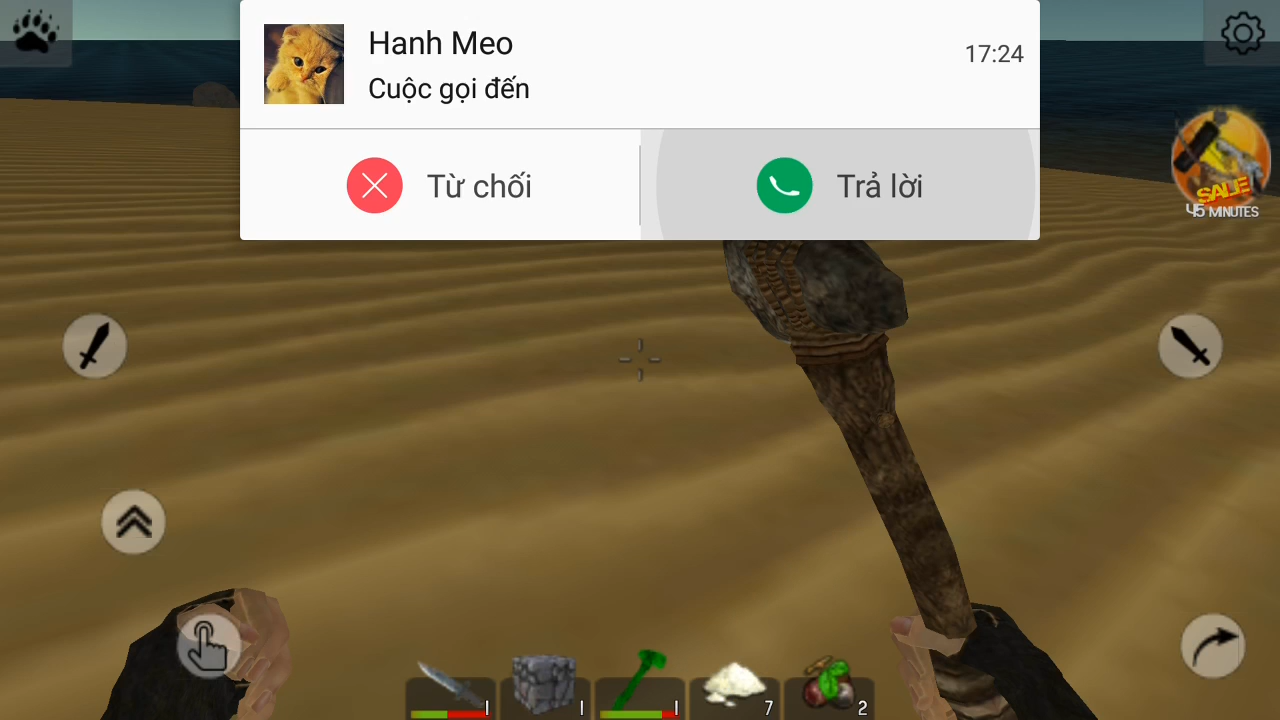 Hanh Meo
17:24
Cuộc gọi đến
Từ chối
Trả lời
SALE
45 MINUTES
1
1
1
7
2